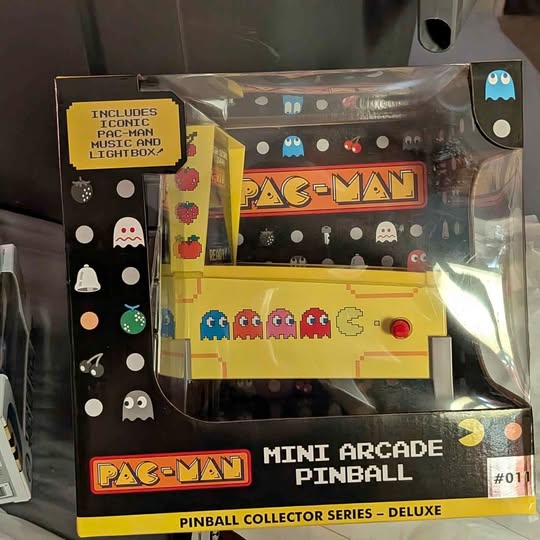 INCLUDES
ICONIC
PAC-MAN
MUSIC AND
LIGHTBOX!
PAC-MAN
READY!
PAC-MAN
MINI ARCADE
PINBALL
#011
PINBALL COLLECTOR SERIES – DELUXE